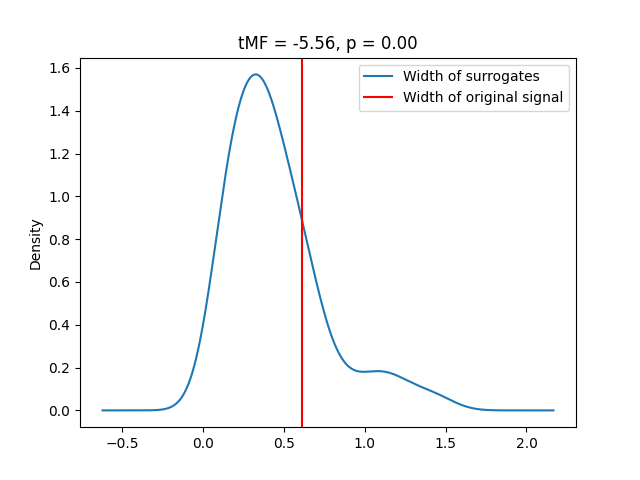 tMF = -5.56, p = 0.00
Width of surrogates
Width of original signal
Density
1.6
1.4
1.2
1.0
0.8
0.6
0.4
0.2
0.0
−0.5 0.0 0.5 1.0 1.5 2.0